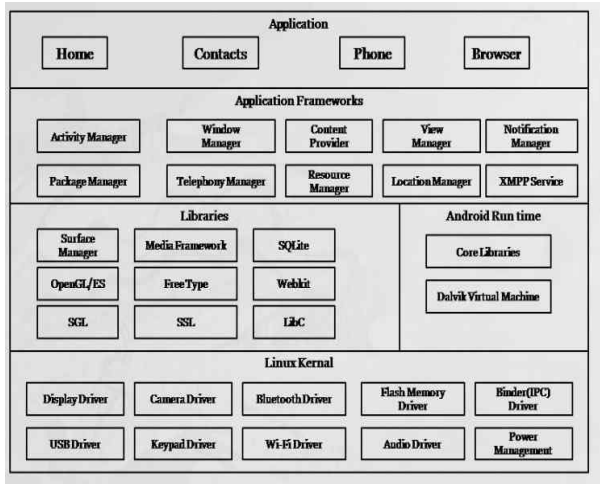 Application
Home
Contacts
Phone
Browser
Application Frameworks
Activity Manager
Window
Manager
Content
Provider
View
Manager
Notification
Manager
Package Manager
Telephony Manager
Resource
Manager
Location Manager
XMPP Service
Libraries
Surface
Manager
Media Framework
SQLite
OpenGL/ES
FreeType
Webkit
SGL
SSL
LibC
Android Run time
Core Libraries
Dalvik Virtual Machine
Linux Kernal
Display Driver
Camera Driver
Bluetooth Driver
Flash Memory
Driver
Binder(IPC)
Driver
USB Driver
Keypad Driver
Wi-Fi Driver
Audio Driver
Power
Management